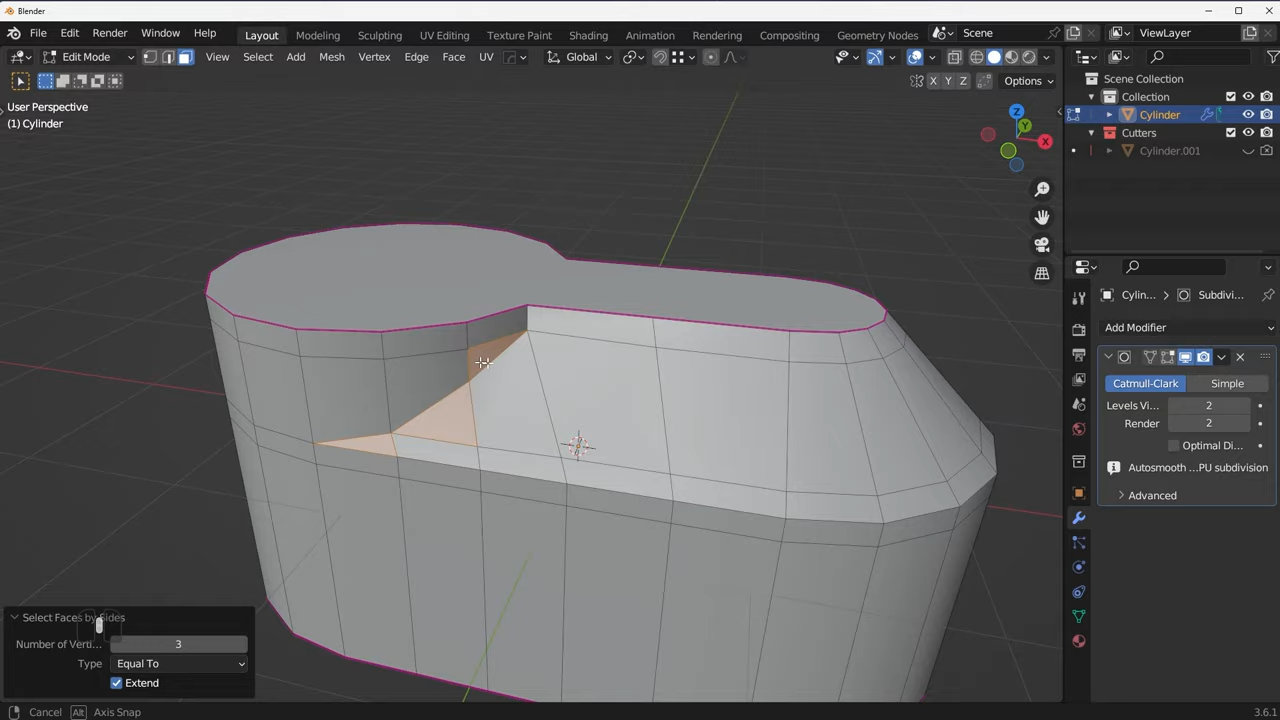 Blender
File Edit Render Window Help Layout Modeling Sculpting UV Editing Texture Paint Shading Animation Rendering Compositing Geometry Nodes Scene ViewLayer
Edit Mode View Select Add Mesh Vertex Edge Face UV Global
X Y Z Options
User Perspective
(1) Cylinder
Z
Y
X
Scene Collection
Collection
Cylinder
Cutters
Cylinder.001
Cylin... Subdivi...
Add Modifier
Catmull-Clark Simple
Levels Vi... 2
Render 2
Optimal Di...
Autosmooth ...PU subdivision
Advanced
Select Faces by Sides
Number of Verti... 3
Type Equal To
Extend
Cancel Alt Axis Snap 3.6.1